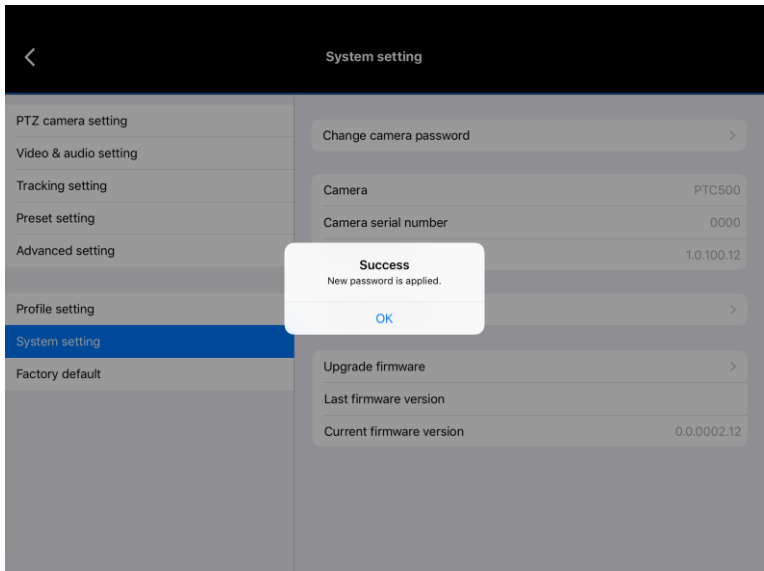 System setting
PTZ camera setting
Video & audio setting
Tracking setting
Preset setting
Advanced setting
Profile setting
System setting
Factory default
Change camera password
Camera PTC500
Camera serial number 0000
1.0.100.12
Success
New password is applied.
OK
Upgrade firmware
Last firmware version
Current firmware version 0.0.0002.12